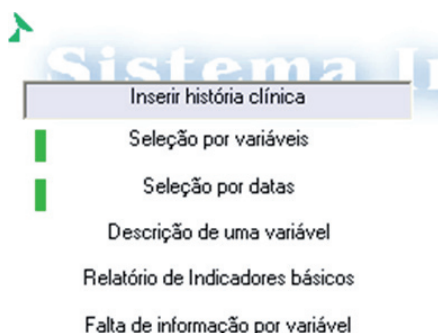 Sistema
Inserir história clínica
Seleção por variáveis
Seleção por datas
Descrição de uma variável
Relatório de Indicadores básicos
Falta de informação por variável